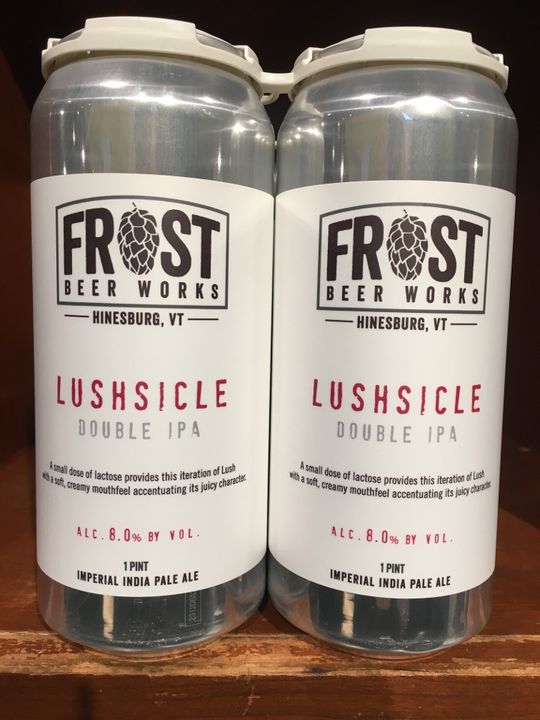 FROST
BEER WORKS
HINESBURG, VT
LUSHSICLE
DOUBLE IPA
A small dose of lactose provides this iteration of Lush
with a soft, creamy mouthfeel accentuating its juicy character.
ALC. 8.0% BY VOL.
1 PINT
IMPERIAL INDIA PALE ALE
FROST
BEER WORKS
HINESBURG, VT
LUSHSICLE
DOUBLE IPA
A small dose of lactose provides this iteration of Lush
with a soft, creamy mouthfeel accentuating its juicy character.
ALC. 8.0% BY VOL.
1 PINT
IMPERIAL INDIA PALE ALE